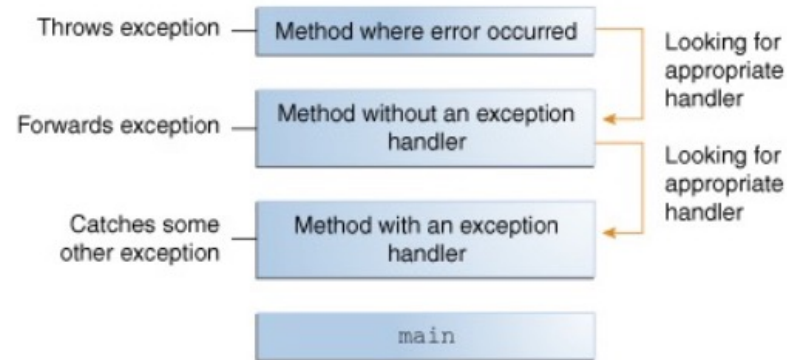 Throws exception
Method where error occurred
Looking for
appropriate
handler
Forwards exception
Method without an exception
handler
Looking for
appropriate
handler
Catches some
other exception
Method with an exception
handler
main